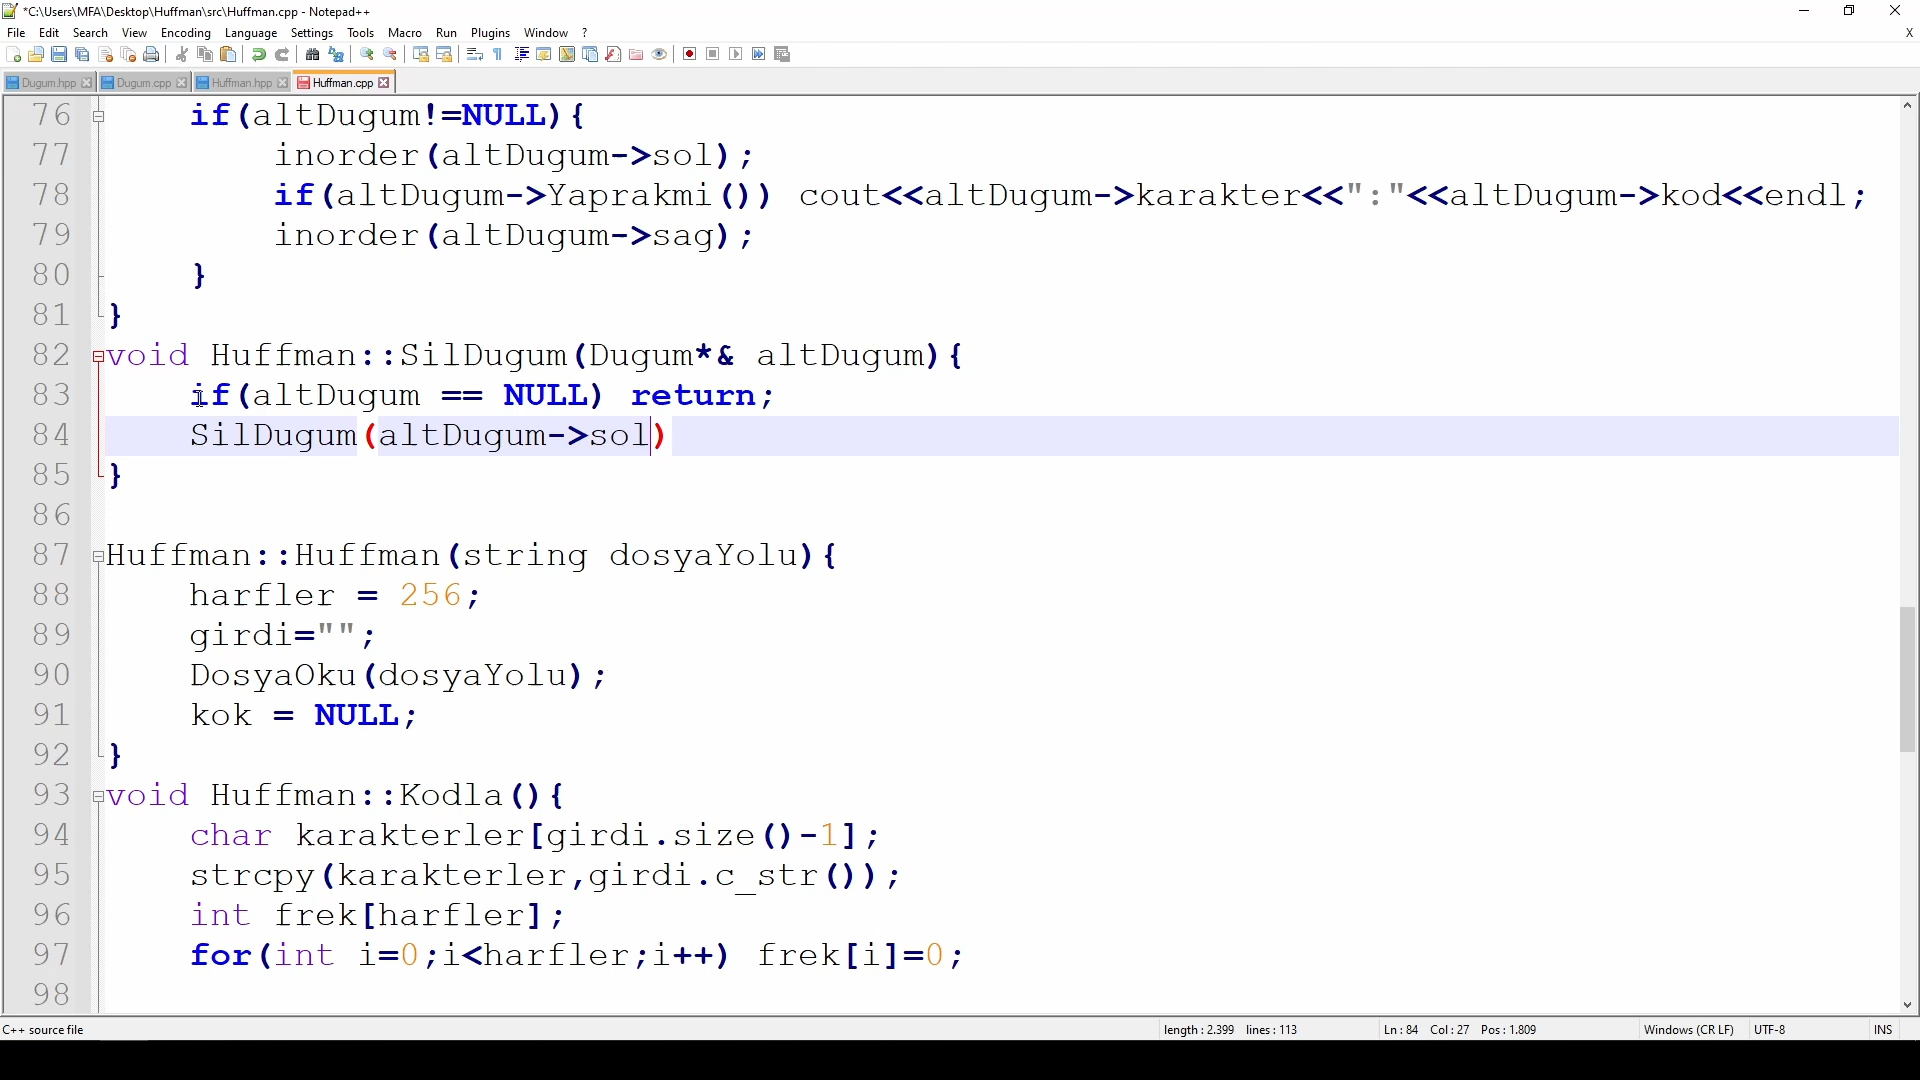 *C:\Users\MFA\Desktop\Huffman\src\Huffman.cpp - Notepad++
File Edit Search View Encoding Language Settings Tools Macro Run Plugins Window ? X
Dugum.hpp Dugum.cpp Huffman.hpp Huffman.cpp
76 if(altDugum!=NULL){
77 inorder(altDugum->sol);
78 if(altDugum->Yaprakmi()) cout<<altDugum->karakter<<":"<<altDugum->kod<<endl;
79 inorder(altDugum->sag);
80 }
81 }
82 void Huffman::SilDugum(Dugum*& altDugum){
83 if(altDugum == NULL) return;
84 SilDugum(altDugum->sol)
85 }
86
87 Huffman::Huffman(string dosyaYolu){
88 harfler = 256;
89 girdi="";
90 DosyaOku(dosyaYolu);
91 kok = NULL;
92 }
93 void Huffman::Kodla(){
94 char karakterler[girdi.size()-1];
95 strcpy(karakterler,girdi.c_str());
96 int frek[harfler];
97 for(int i=0;i<harfler;i++) frek[i]=0;
98
C++ source file length : 2.399 lines : 113 Ln : 84 Col : 27 Pos : 1.809 Windows (CR LF) UTF-8 INS